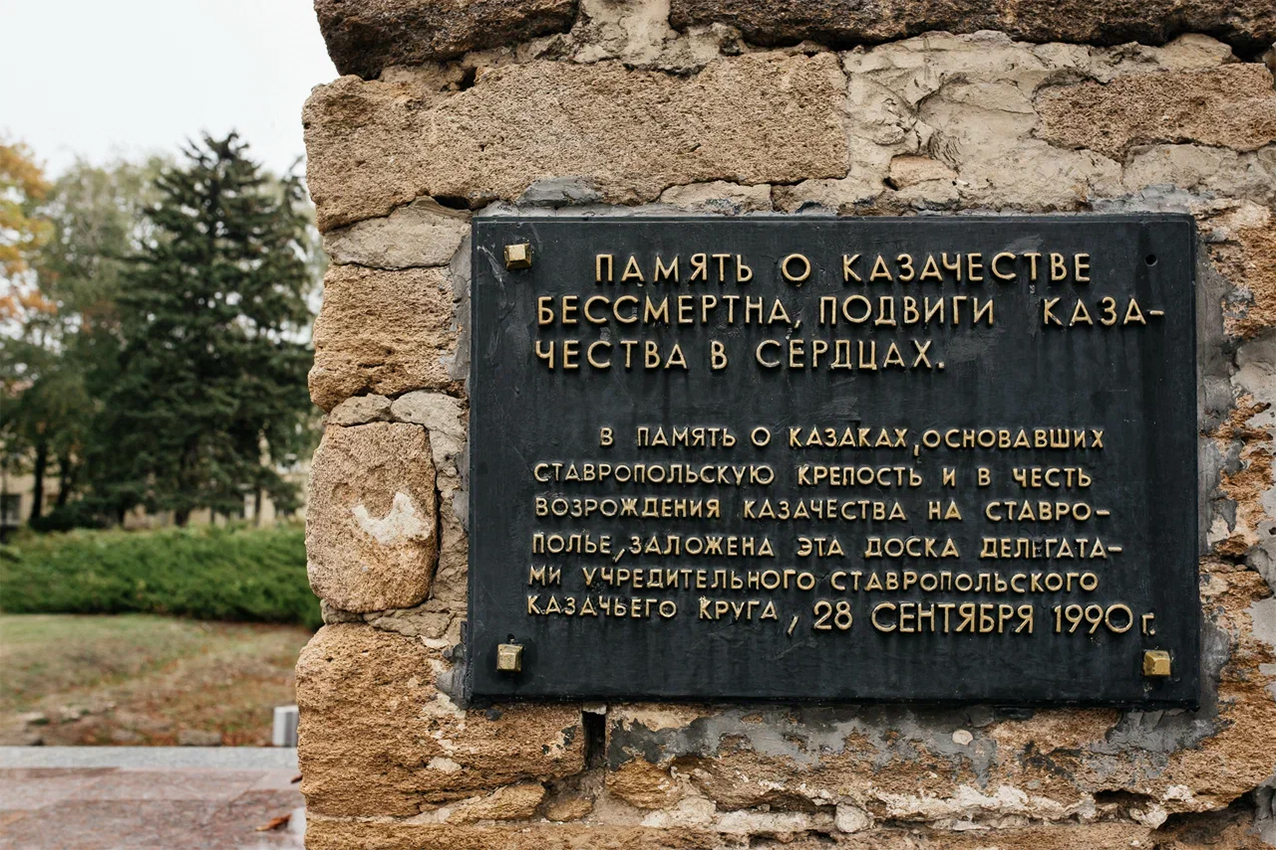 ПАМЯТЬ О КАЗАЧЕСТВЕ
БЕССМЕРТНА, ПОДВИГИ КАЗА-
ЧЕСТВА В СЕРДЦАХ.
В ПАМЯТЬ О КАЗАКАХ, ОСНОВАВШИХ
СТАВРОПОЛЬСКУЮ КРЕПОСТЬ И В ЧЕСТЬ
ВОЗРОЖДЕНИЯ КАЗАЧЕСТВА НА СТАВРО-
ПОЛЬЕ, ЗАЛОЖЕНА ЭТА ДОСКА ДЕЛЕГАТА-
МИ УЧРЕДИТЕЛЬНОГО СТАВРОПОЛЬСКОГО
КАЗАЧЬЕГО КРУГА, 28 СЕНТЯБРЯ 1990 г.